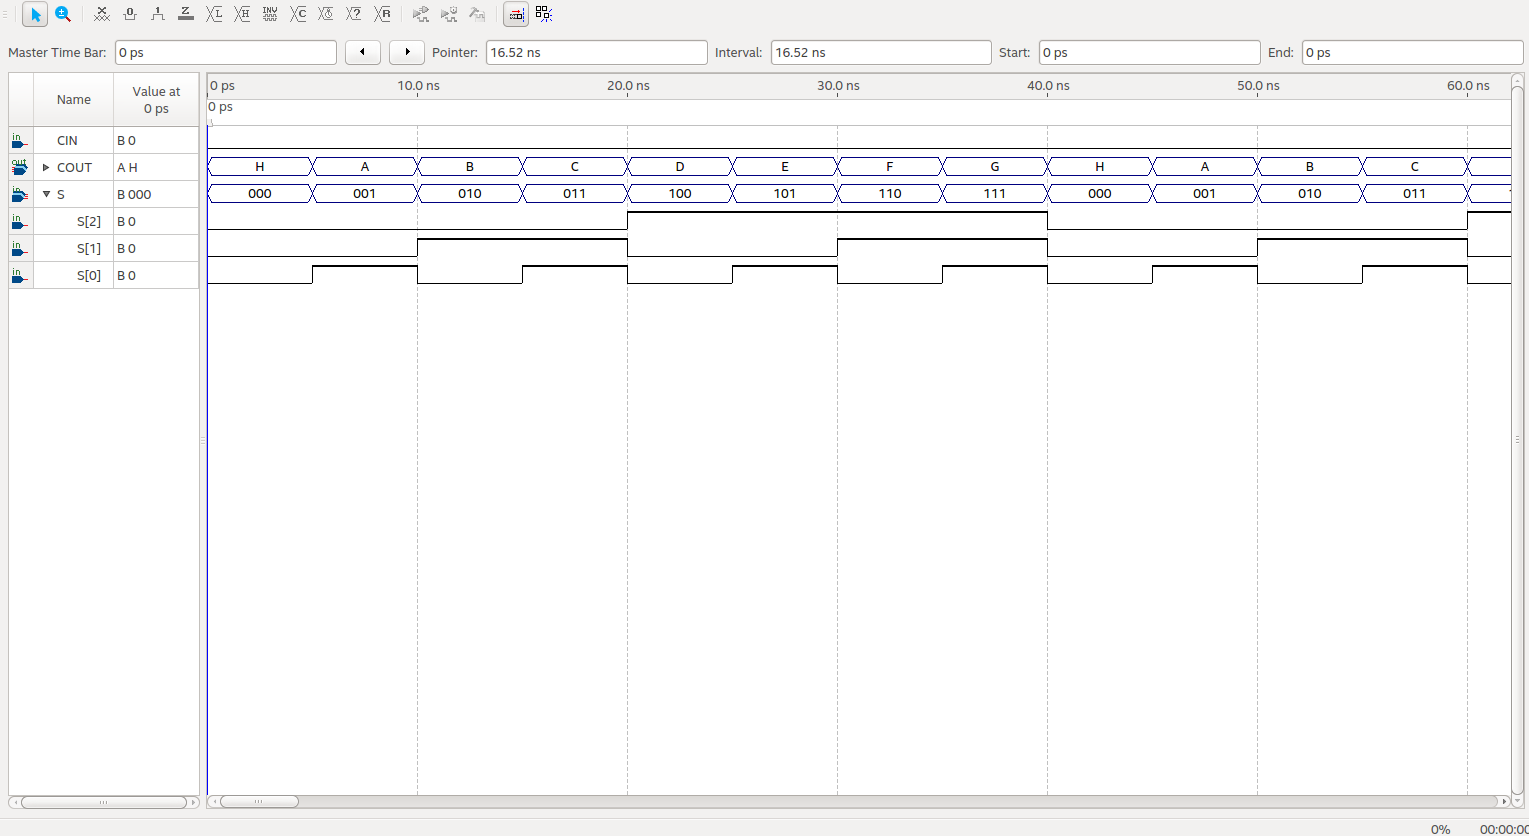 Master Time Bar: 0 ps Pointer: 16.52 ns Interval: 16.52 ns Start: 0 ps End: 0 ps
Name Value at 0 ps
0 ps 10.0 ns 20.0 ns 30.0 ns 40.0 ns 50.0 ns 60.0 ns
0 ps
in CIN B 0
out COUT A H H A B C D E F G H A B C
in S B 000 000 001 010 011 100 101 110 111 000 001 010 011
in S[2] B 0
in S[1] B 0
in S[0] B 0
0% 00:00:00